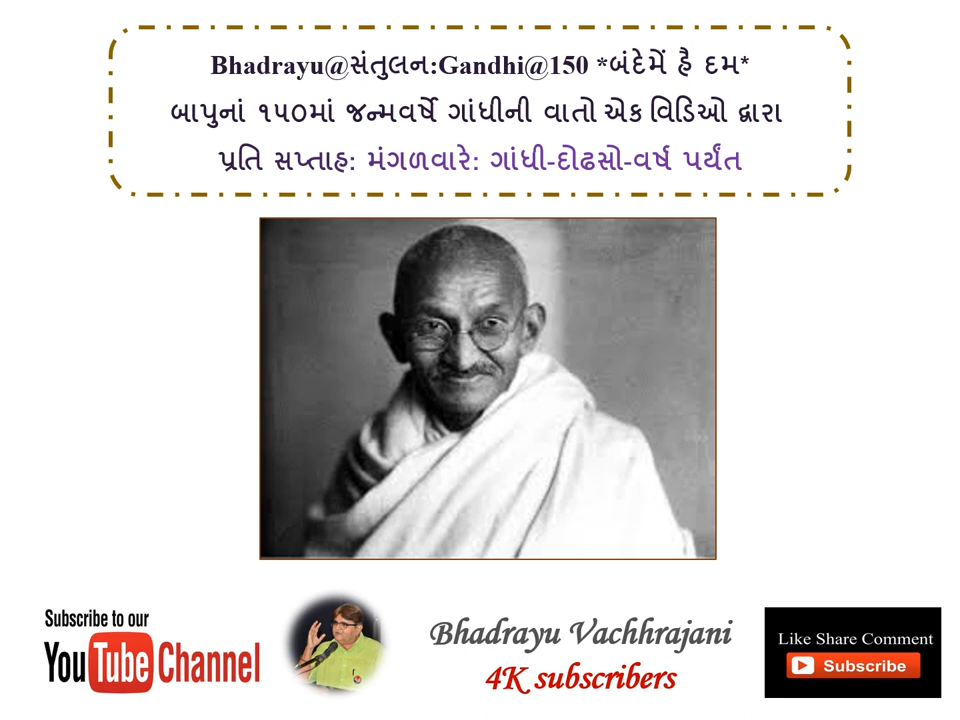 Bhadrayu@સંતુલન:Gandhi@150 *બંદેમેં હૈ દમ*
બાપુનાં ૧૫૦માં જન્મવર્ષે ગાંધીની વાતો એક વિડિઓ દ્વારા
પ્રતિ સપ્તાહ: મંગળવારે: ગાંધી-દોઢસો-વર્ષ પર્યંત
Subscribe to our
YouTube Channel
Bhadrayu Vachhrajani
4K subscribers
Like Share Comment
Subscribe